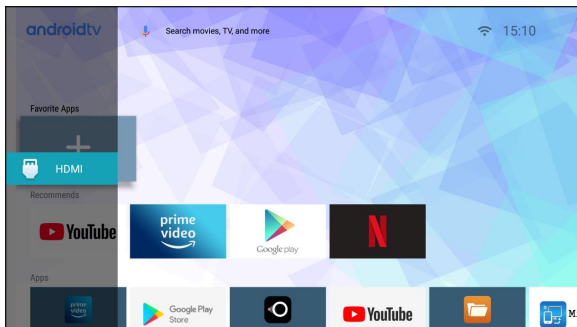 androidtv
Search movies, TV, and more
15:10
Favorite Apps
HDMI
Recommends
YouTube
prime video
Google play
N
Apps
prime video
Google Play Store
YouTube
M